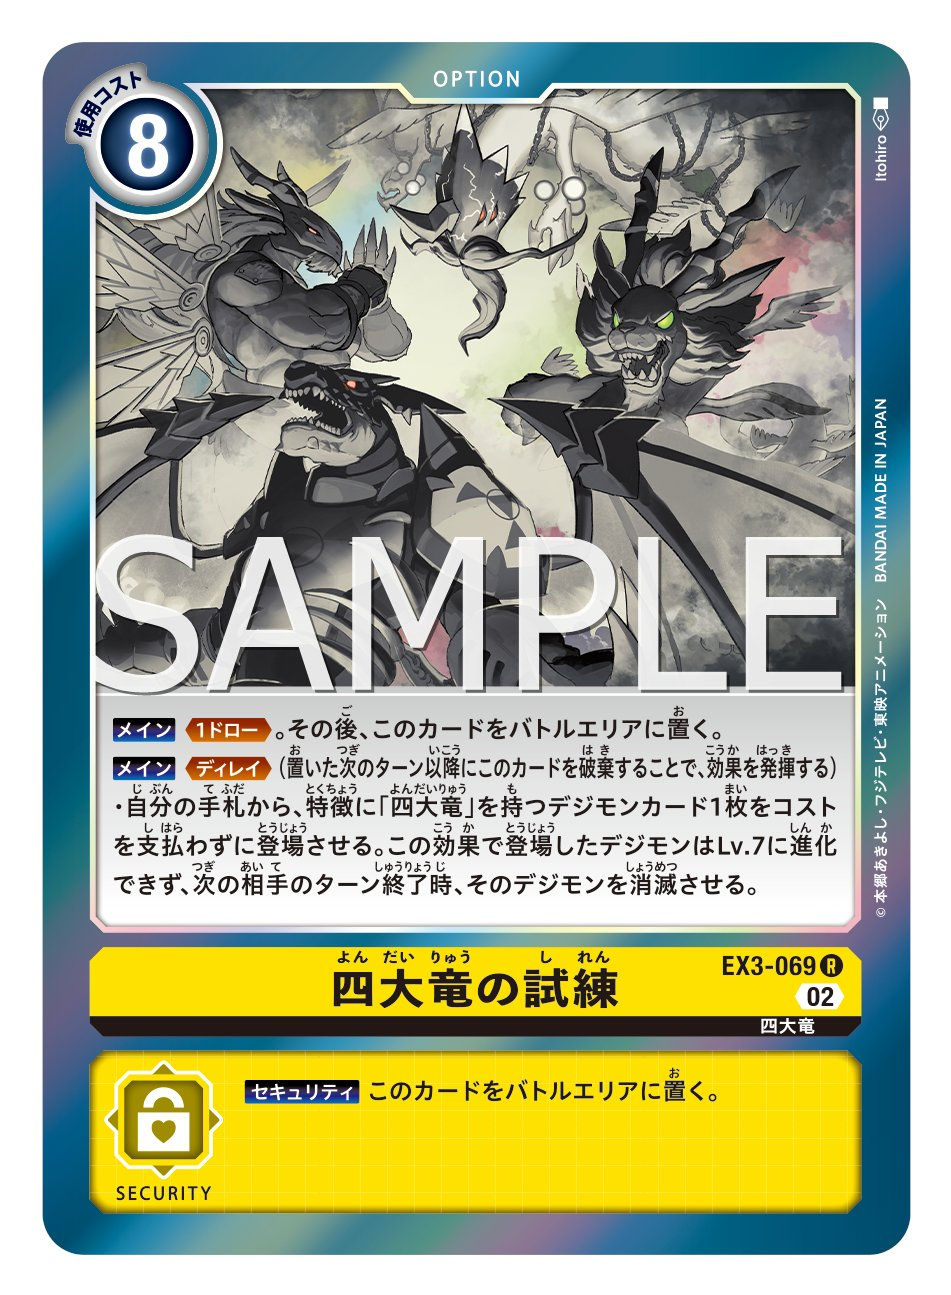 OPTION
使用コスト
8
Itohiro
SAMPLE
メイン 1ドロー。その後、このカードをバトルエリアに置く。
メイン ディレイ (置いた次のターン以降にこのカードを破棄することで、効果を発揮する)
・自分の手札から、特徴に「四大竜」を持つデジモンカード1枚をコスト
を支払わずに登場させる。この効果で登場したデジモンはLv.7に進化
できず、次の相手のターン終了時、そのデジモンを消滅させる。
©本郷あきよし・フジテレビ・東映アニメーション BANDAI MADE IN JAPAN
よん だい りゅう し れん
四大竜の試練
EX3-069 R
02
四大竜
セキュリティ このカードをバトルエリアに置く。
SECURITY